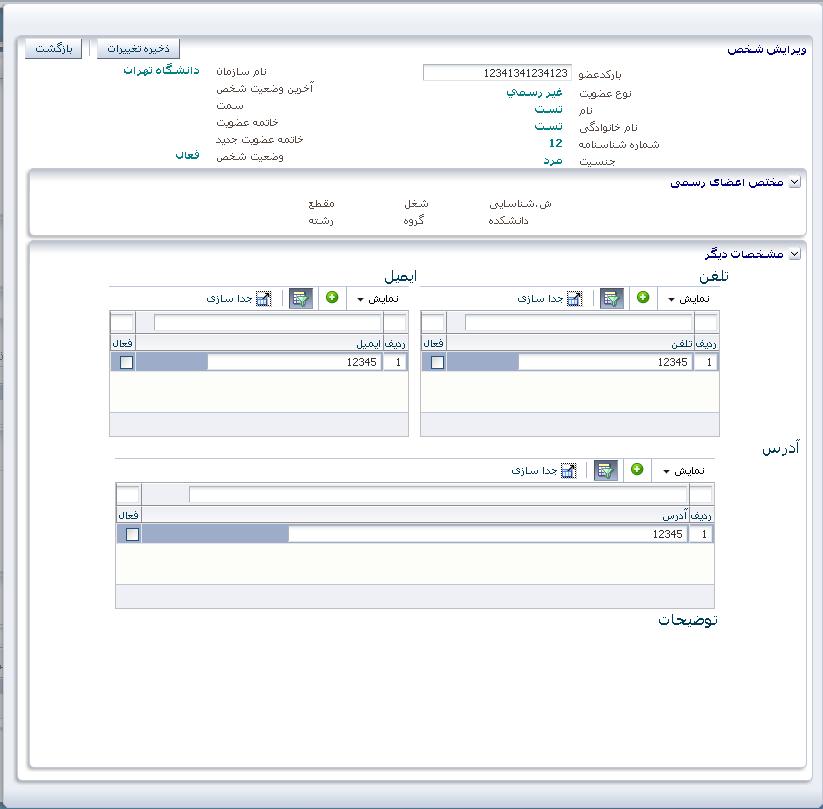 ویرایش شخص
ذخیره تغییرات بازگشت
بارکدعضو 12341341234123 نام سازمان دانشگاه تهران
نوع عضویت غیر رسمي آخرین وضعیت شخص
نام تست سمت
نام خانوادگی تست خاتمه عضویت
شماره شناسنامه 12 خاتمه عضویت جدید
جنسیت مرد وضعیت شخص فعال
مختص اعضای رسمی
ش.شناسایی شغل مقطع
دانشکده گروه رشته
مشخصات دیگر
تلفن
نمایش جدا سازی
ردیف تلفن فعال
1 12345
ایمیل
نمایش جدا سازی
ردیف ایمیل فعال
1 12345
آدرس
نمایش جدا سازی
ردیف آدرس فعال
1 12345
توضیحات